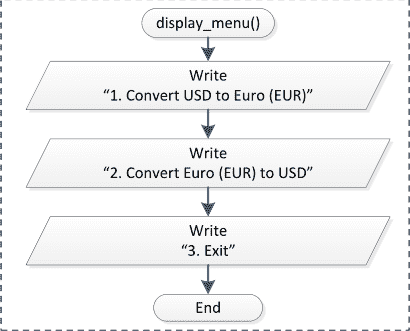 display_menu()
Write
“1. Convert USD to Euro (EUR)”
Write
“2. Convert Euro (EUR) to USD”
Write
“3. Exit”
End